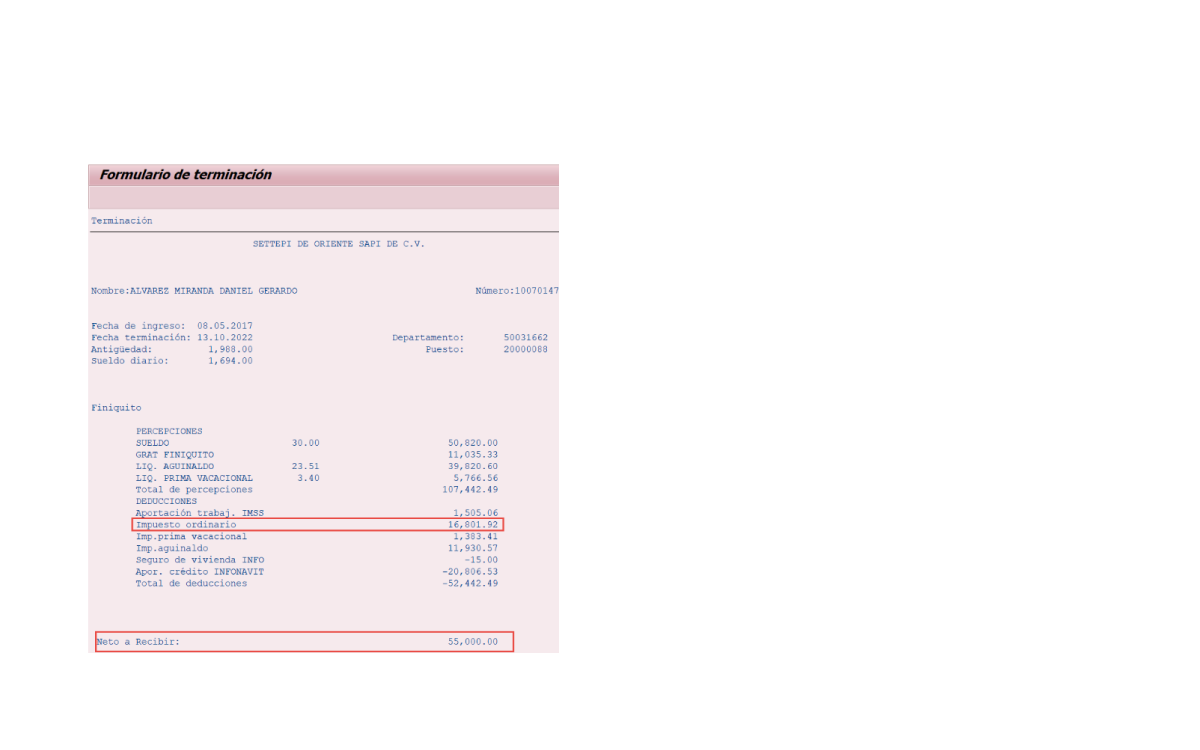 Formulario de terminación
Terminación
SETTEPI DE ORIENTE SAPI DE C.V.
Nombre:ALVAREZ MIRANDA DANIEL GERARDO Número:10070147
Fecha de ingreso: 08.05.2017
Fecha terminación: 13.10.2022 Departamento: 50031662
Antigüedad: 1,988.00 Puesto: 20000088
Sueldo diario: 1,694.00
Finiquito
PERCEPCIONES
SUELDO 30.00 50,820.00
GRAT FINIQUITO 11,035.33
LIQ. AGUINALDO 23.51 39,820.60
LIQ. PRIMA VACACIONAL 3.40 5,766.56
Total de percepciones 107,442.49
DEDUCCIONES
Aportación trabaj. IMSS 1,505.06
Impuesto ordinario 16,801.92
Imp.prima vacacional 1,383.41
Imp.aguinaldo 11,930.57
Seguro de vivienda INFO -15.00
Apor. crédito INFONAVIT -20,806.53
Total de deducciones -52,442.49
Neto a Recibir: 55,000.00